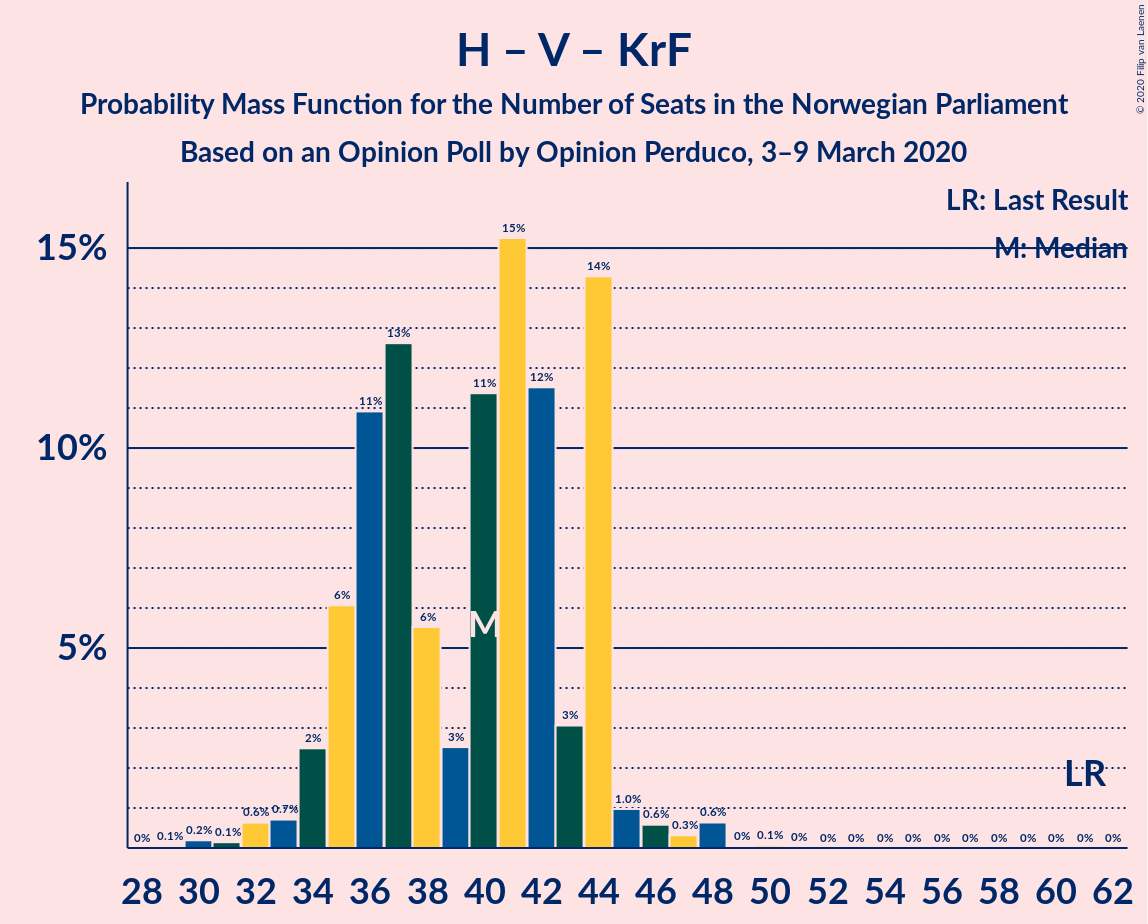 H – V – KrF
Probability Mass Function for the Number of Seats in the Norwegian Parliament
Based on an Opinion Poll by Opinion Perduco, 3–9 March 2020
© 2020 Filip van Laenen
LR: Last Result
M: Median
15%
10%
5%
0% 0.1% 0.2% 0.1% 0.6% 0.7% 2% 6% 11% 13% 6% 3% 11% 15% 12% 3% 14% 1.0% 0.6% 0.3% 0.6% 0% 0.1% 0% 0% 0% 0% 0% 0% 0% 0% 0% 0% 0% 0%
M
LR
28 30 32 34 36 38 40 42 44 46 48 50 52 54 56 58 60 62